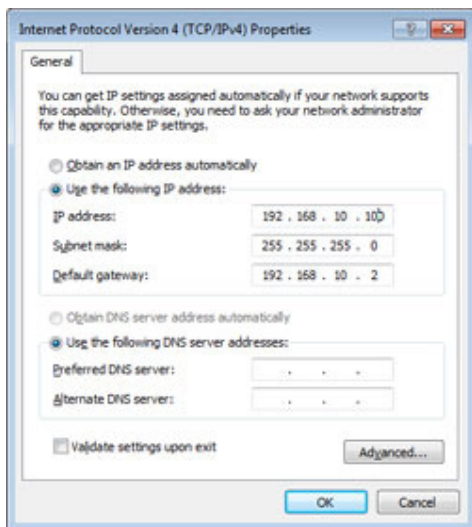 Internet Protocol Version 4 (TCP/IPv4) Properties
General
You can get IP settings assigned automatically if your network supports
this capability. Otherwise, you need to ask your network administrator
for the appropriate IP settings.
Obtain an IP address automatically
Use the following IP address:
IP address: 192 . 168 . 10 .
Subnet mask: 255 . 255 . 255 . 0
Default gateway: 192 . 168 . 10 . 2
Obtain DNS server address automatically
Use the following DNS server addresses:
Preferred DNS server: . . .
Alternate DNS server: . . .
Validate settings upon exit
Advanced...
OK Cancel